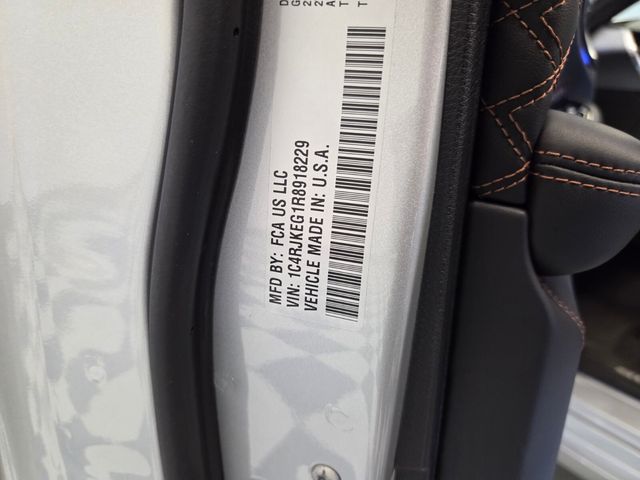 MFD BY: FCA US LLC
VIN: 1C4RJKEG1R8918229
VEHICLE MADE IN: U.S.A.